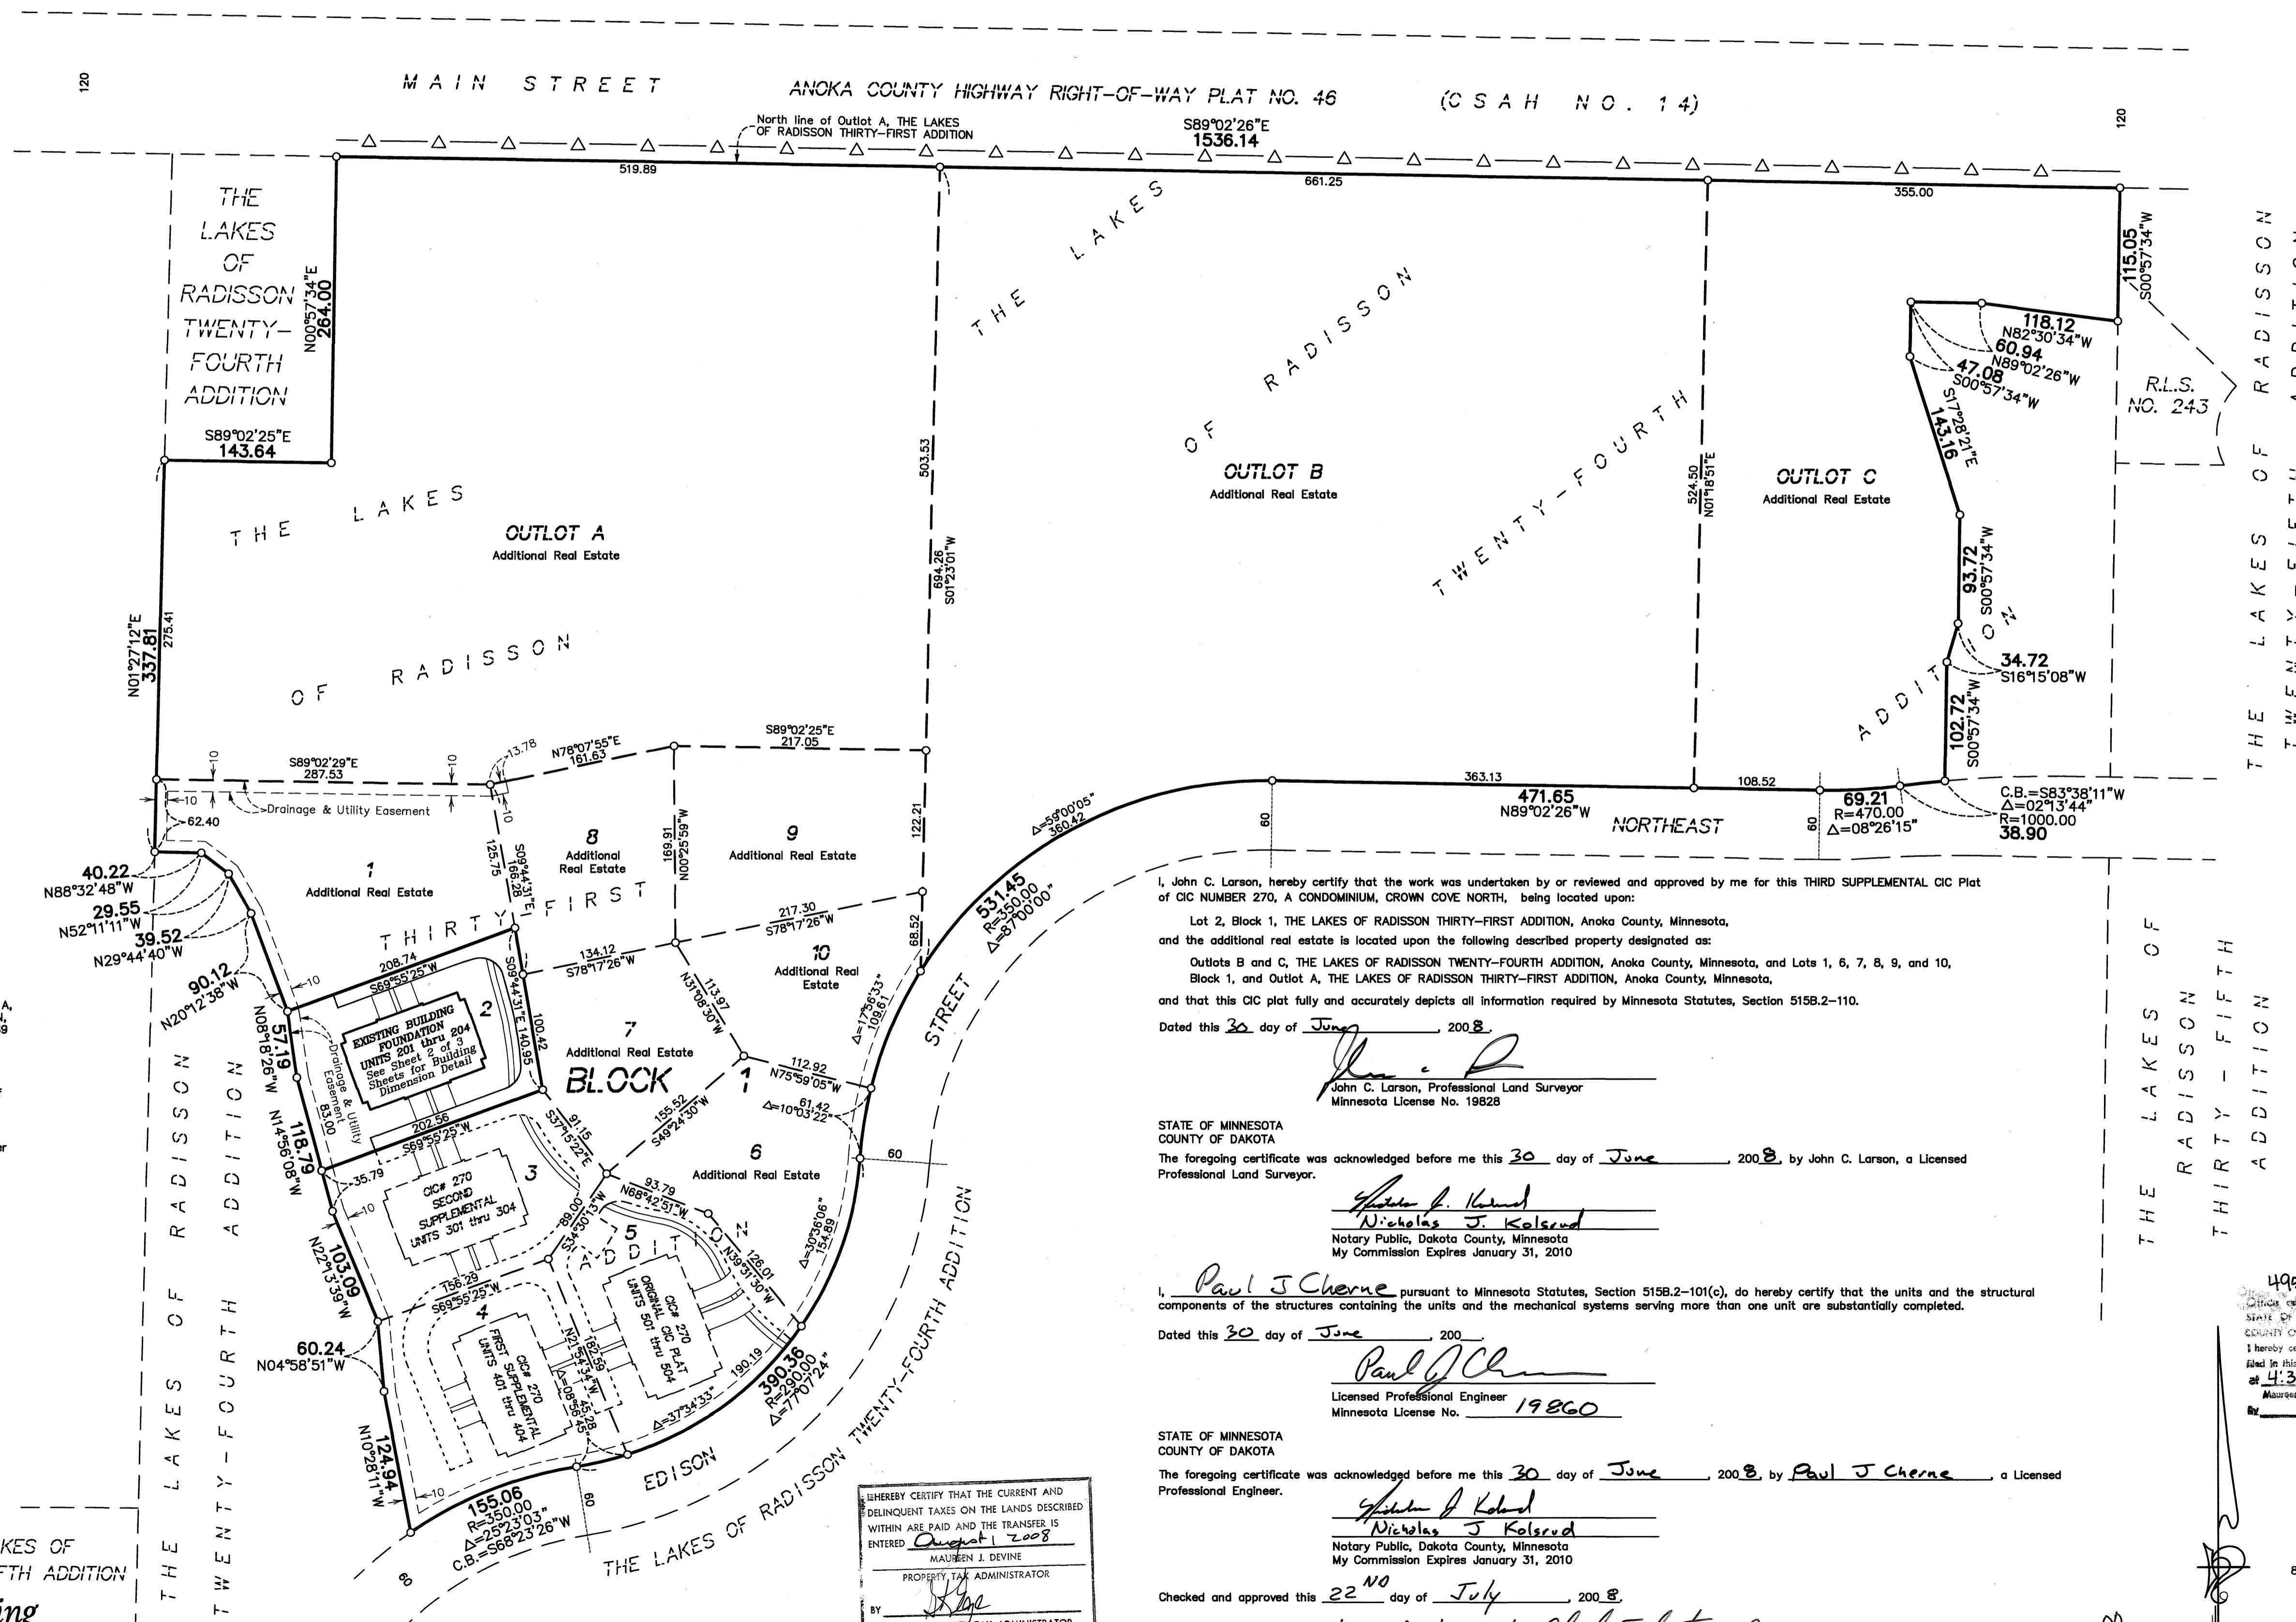 120
MAIN STREET
ANOKA COUNTY HIGHWAY RIGHT-OF-WAY PLAT NO. 46
(CSAH NO. 14)
120
North line of Outlot A, THE LAKES
OF RADISSON THIRTY-FIRST ADDITION
S89°02'26"E
1536.14
519.89
661.25
355.00
THE
LAKES
OF
RADISSON
TWENTY-
FOURTH
ADDITION
N00°57'34"E
264.00
S89°02'25"E
143.64
THE LAKES
OF RADISSON
TWENTY-FOURTH
ADDITION
115.05
S00°57'34"W
118.12
N82°30'34"W
60.94
N89°02'26"W
47.08
S00°57'34"W
S17°28'21"E
143.16
R.L.S.
NO. 243
THE LAKES OF RADISSON
TWENTY-FIFTH ADDITION
503.53
694.26
S01°23'01"W
524.50
N01°18'51"E
OUTLOT A
Additional Real Estate
OUTLOT B
Additional Real Estate
OUTLOT C
Additional Real Estate
93.72
S00°57'34"W
34.72
S16°15'08"W
102.72
S00°57'34"W
THE LAKES
OF RADISSON
THIRTY FIRST
ADDITION
N01°27'12"E
337.81
275.41
S89°02'29"E
287.53
10
10
13.78
N78°07'55"E
161.63
S89°02'25"E
217.05
10
Drainage & Utility Easement
10
62.40
S09°44'31"E
166.28
125.75
169.91
N00°25'59"W
122.21
1
Additional Real Estate
8
Additional
Real Estate
9
Additional Real Estate
Δ=59°00'05"
360.42
363.13
471.65
N89°02'26"W
108.52
69.21
R=470.00
Δ=08°26'15"
C.B.=S83°38'11"W
Δ=02°13'44"
R=1000.00
38.90
60
60
NORTHEAST
40.22
N88°32'48"W
29.55
N52°11'11"W
39.52
N29°44'40"W
90.12
N20°12'38"W
57.19
N08°18'26"W
118.79
N14°56'08"W
83.00
35.79
10
10
208.74
S69°55'25"W
134.12
S78°17'26"W
217.30
S78°17'26"W
68.52
10
Additional Real
Estate
531.45
R=350.00
Δ=87°00'00"
Δ=17°56'33"
109.61
STREET
2
EXISTING BUILDING
FOUNDATION
UNITS 201 thru 204
See Sheet 2 of 3
Sheets for Building
Dimension Detail
Drainage & Utility
Easement
S09°44'31"E 140.95
100.42
7
Additional Real Estate
113.97
N31°08'30"W
BLOCK 1
112.92
N75°59'05"W
61.42
Δ=10°03'22"
155.52
S49°24'30"W
91.15
S37°15'22"E
202.56
S69°55'25"W
3
CIC# 270
SECOND
SUPPLEMENTAL
UNITS 301 thru 304
6
Additional Real Estate
60
93.79
N68°42'51"W
89.00
S34°30'13"W
5
CIC# 270
ORIGINAL CIC PLAT
UNITS 501 thru 504
126.01
N39°31'30"W
Δ=30°36'06"
154.89
103.09
N22°13'39"W
156.29
S69°55'25"W
4
CIC# 270
FIRST SUPPLEMENTAL
UNITS 401 thru 404
182.59
N21°54'34"W
45.28
Δ=08°56'45"
60.24
N04°58'51"W
124.94
N10°28'11"W
10
190.19
Δ=37°34'33"
390.36
R=290.00
Δ=77°07'24"
155.06
R=350.00
Δ=25°23'03"
C.B.=S68°23'26"W
60
60
EDISON
THE LAKES OF RADISSON TWENTY-FOURTH ADDITION
THE LAKES OF RADISSON
TWENTY-FOURTH ADDITION
KES OF
FTH ADDITION
ing
THE LAKES OF
RADISSON
THIRTY-FIFTH
ADDITION
I, John C. Larson, hereby certify that the work was undertaken by or reviewed and approved by me for this THIRD SUPPLEMENTAL CIC Plat
of CIC NUMBER 270, A CONDOMINIUM, CROWN COVE NORTH, being located upon:
Lot 2, Block 1, THE LAKES OF RADISSON THIRTY-FIRST ADDITION, Anoka County, Minnesota,
and the additional real estate is located upon the following described property designated as:
Outlots B and C, THE LAKES OF RADISSON TWENTY-FOURTH ADDITION, Anoka County, Minnesota, and Lots 1, 6, 7, 8, 9, and 10,
Block 1, and Outlot A, THE LAKES OF RADISSON THIRTY-FIRST ADDITION, Anoka County, Minnesota,
and that this CIC plat fully and accurately depicts all information required by Minnesota Statutes, Section 515B.2-110.
Dated this 30 day of June, 2008.
John C. Larson, Professional Land Surveyor
Minnesota License No. 19828
STATE OF MINNESOTA
COUNTY OF DAKOTA
The foregoing certificate was acknowledged before me this 30 day of June, 2008, by John C. Larson, a Licensed
Professional Land Surveyor.
Nicholas J. Kolsrud
Notary Public, Dakota County, Minnesota
My Commission Expires January 31, 2010
I, Paul J Cherne pursuant to Minnesota Statutes, Section 515B.2-101(c), do hereby certify that the units and the structural
components of the structures containing the units and the mechanical systems serving more than one unit are substantially completed.
Dated this 30 day of June, 200__.
Licensed Professional Engineer
Minnesota License No. 19860
STATE OF MINNESOTA
COUNTY OF DAKOTA
The foregoing certificate was acknowledged before me this 30 day of June, 2008, by Paul J Cherne, a Licensed
Professional Engineer.
Nicholas J Kolsrud
Notary Public, Dakota County, Minnesota
My Commission Expires January 31, 2010
Checked and approved this 22ND day of July, 2008.
HEREBY CERTIFY THAT THE CURRENT AND
DELINQUENT TAXES ON THE LANDS DESCRIBED
WITHIN ARE PAID AND THE TRANSFER IS
ENTERED August 1 2008
MAUREEN J. DEVINE
PROPERTY TAX ADMINISTRATOR
BY
STATE OF
COUNTY O
I hereby ce
filed in this
at 4:3